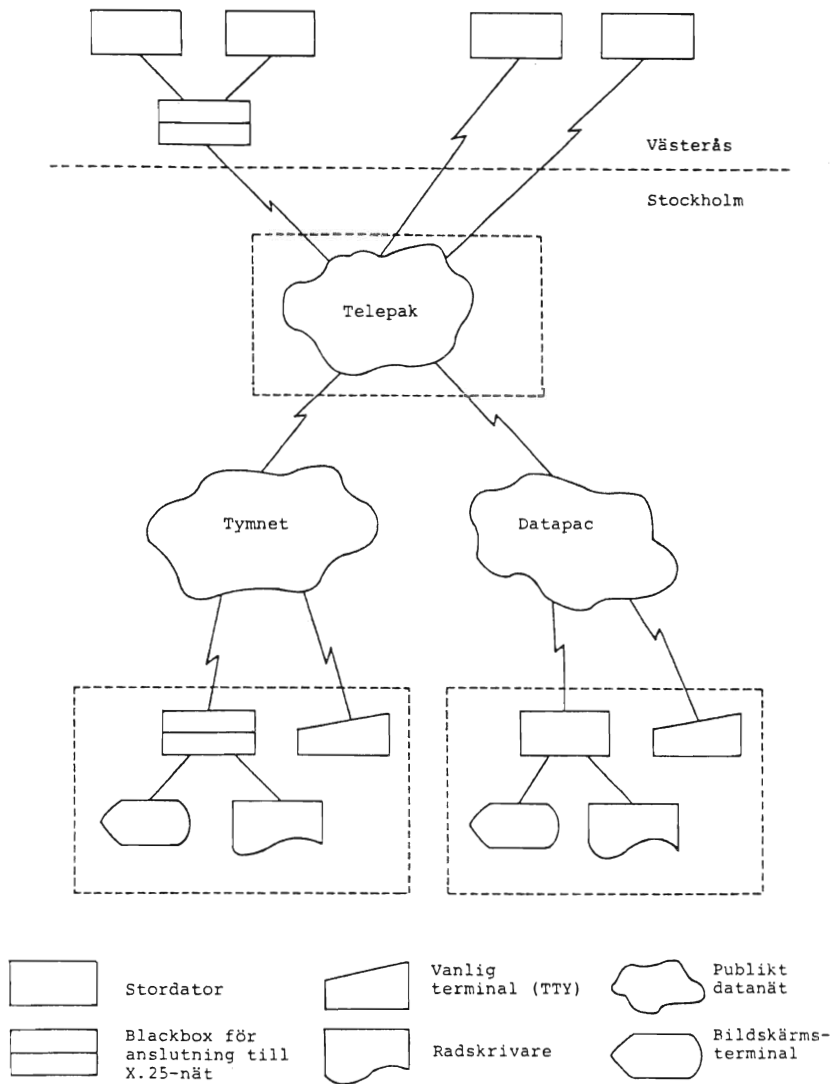 Västerås
Stockholm
Telepak
Tymnet
Datapac
Stordator
Vanlig
terminal (TTY)
Publikt
datanät
Blackbox för
anslutning till
X.25-nät
Radskrivare
Bildskärms-
terminal